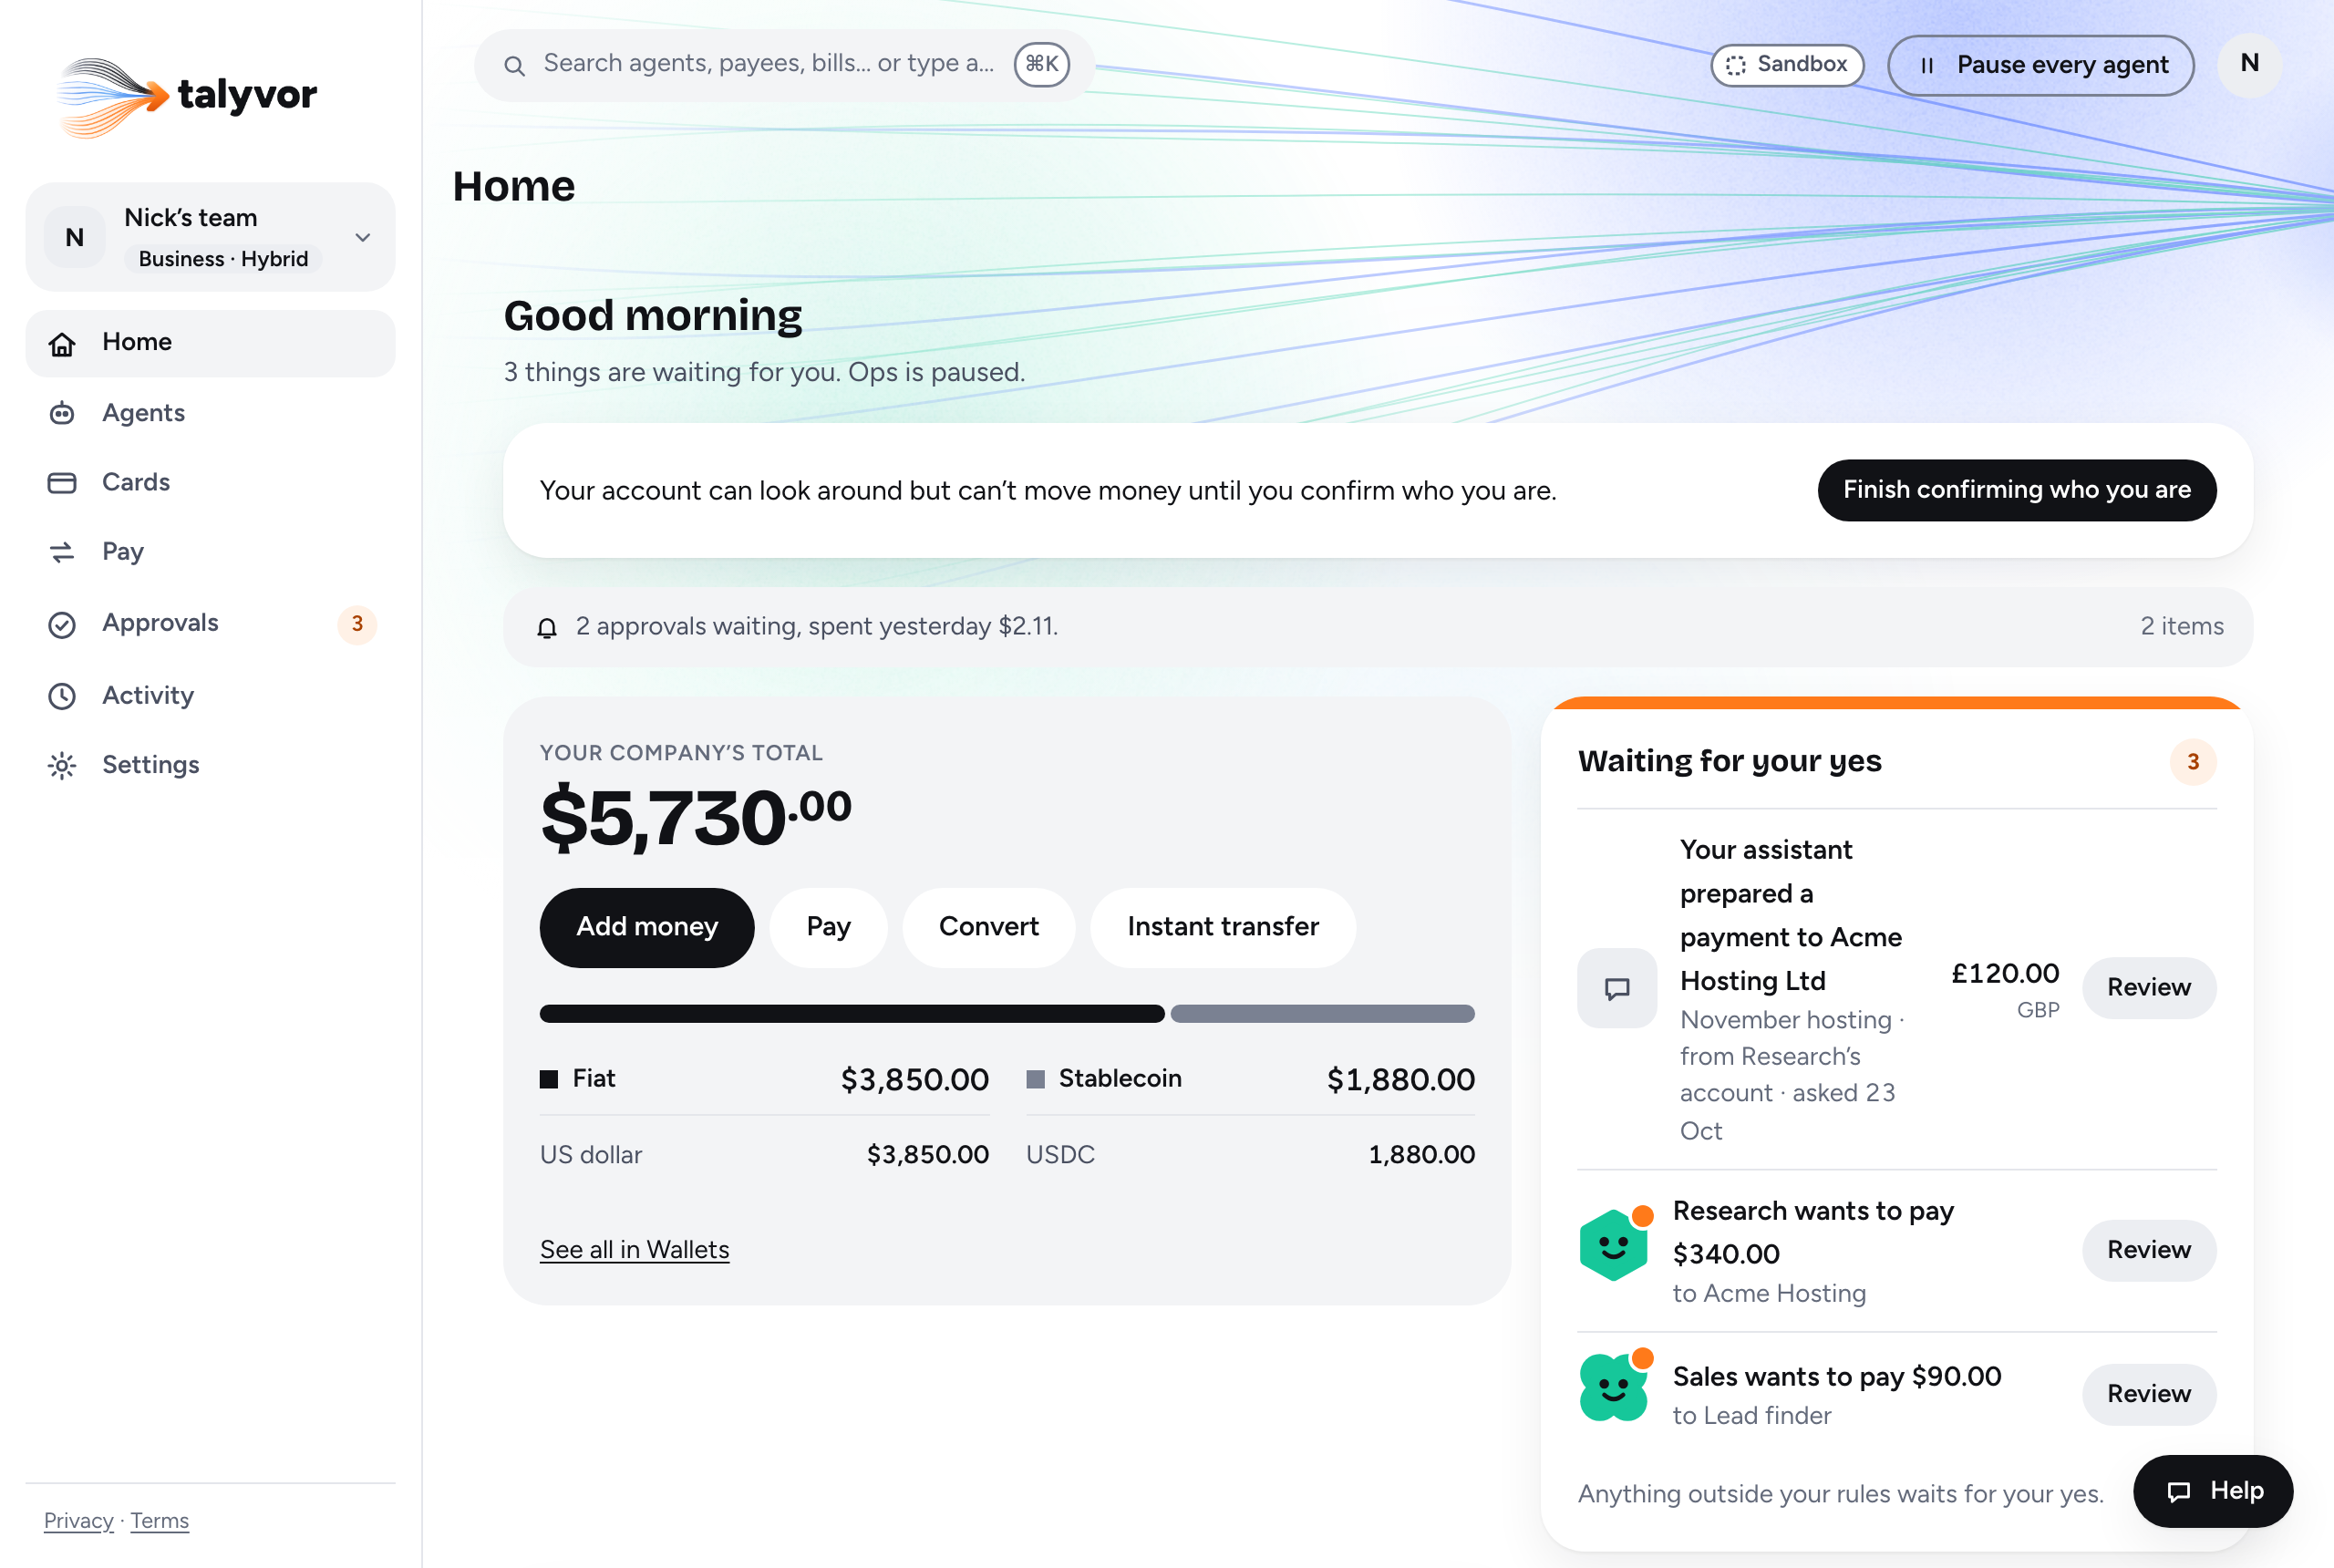 talyvor
N
Nick’s team
Business · Hybrid
Home
Agents
Cards
Pay
Approvals
3
Activity
Settings
Privacy · Terms
Search agents, payees, bills... or type a...
⌘K
Sandbox
Pause every agent
N
Home
Good morning
3 things are waiting for you. Ops is paused.
Your account can look around but can’t move money until you confirm who you are.
Finish confirming who you are
2 approvals waiting, spent yesterday $2.11.
2 items
YOUR COMPANY’S TOTAL
$5,730.00
Add money
Pay
Convert
Instant transfer
Fiat
$3,850.00
Stablecoin
$1,880.00
US dollar
$3,850.00
USDC
1,880.00
See all in Wallets
Waiting for your yes
3
Your assistant
prepared a
payment to Acme
Hosting Ltd
November hosting ·
from Research’s
account · asked 23
Oct
£120.00
GBP
Review
Research wants to pay
$340.00
to Acme Hosting
Review
Sales wants to pay $90.00
to Lead finder
Review
Anything outside your rules waits for your yes.
Help